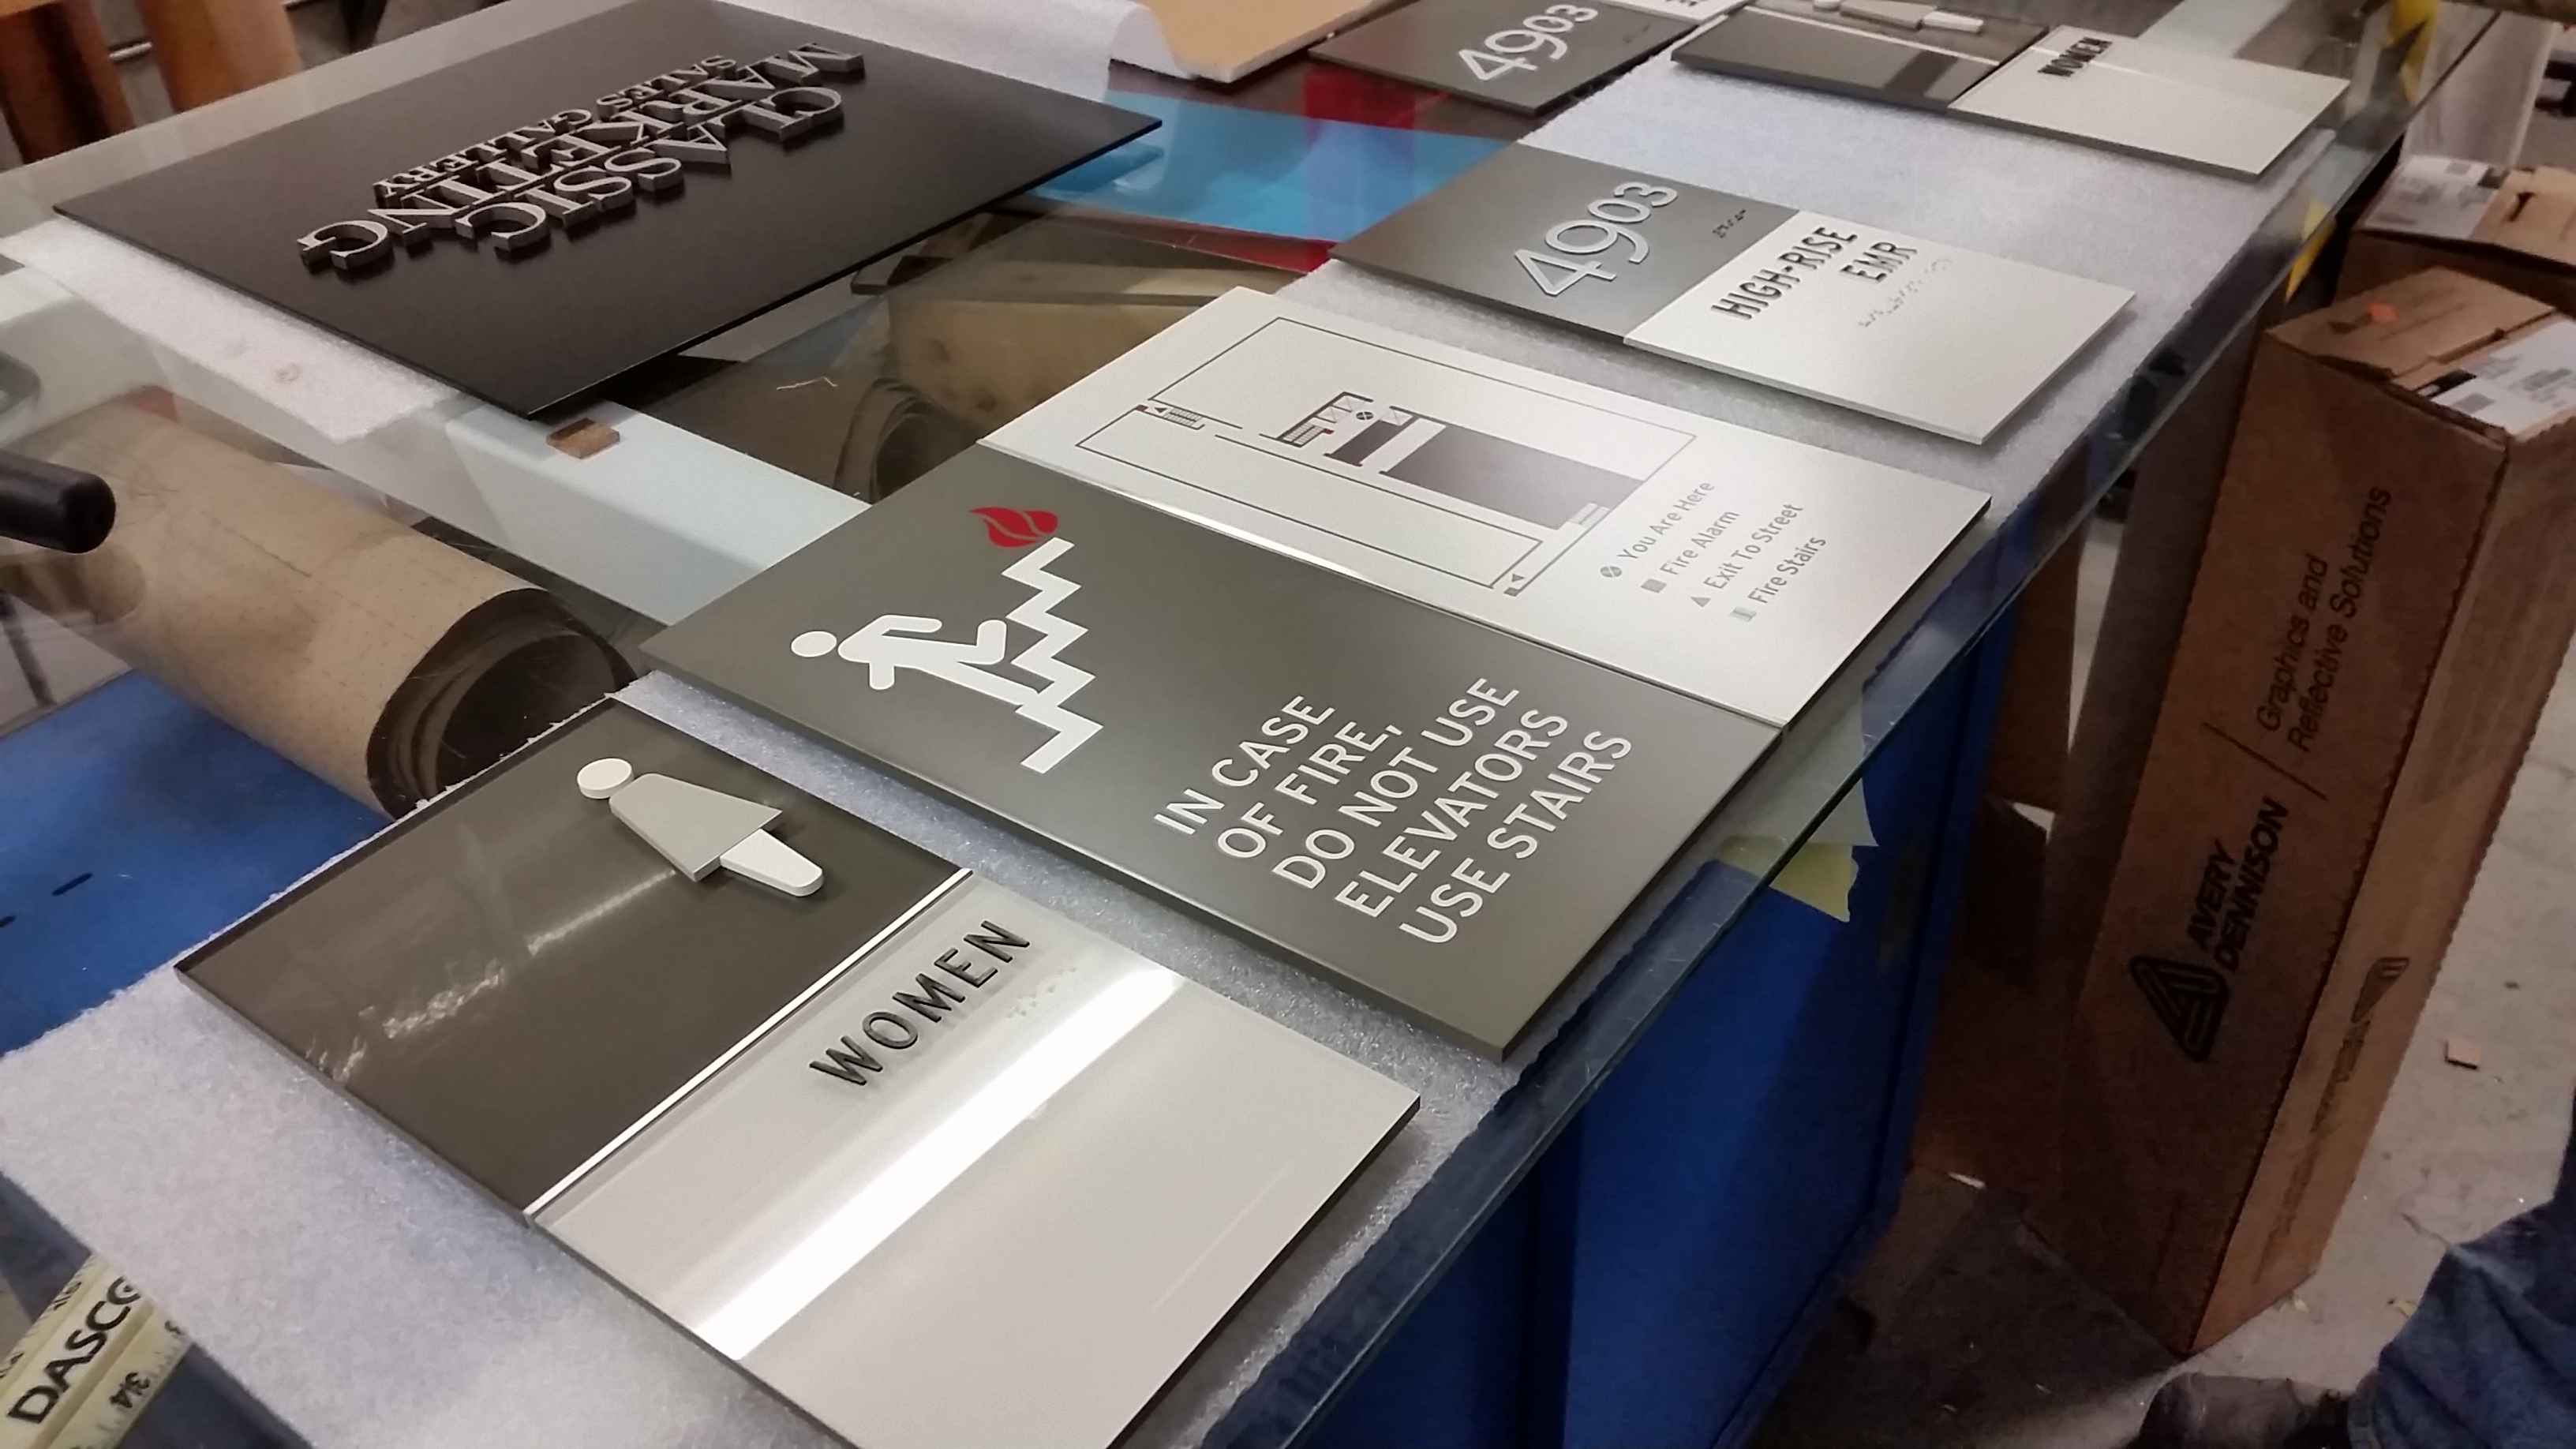 CLASSIC
MARKETING
SALES GALLERY
4903
WOMEN
4903
HIGH-RISE
EMR
You Are Here
Fire Alarm
Exit To Street
Fire Stairs
IN CASE
OF FIRE,
DO NOT USE
ELEVATORS
USE STAIRS
WOMEN
AVERY
DENNISON
Graphics and
Reflective Solutions
DASCO
34